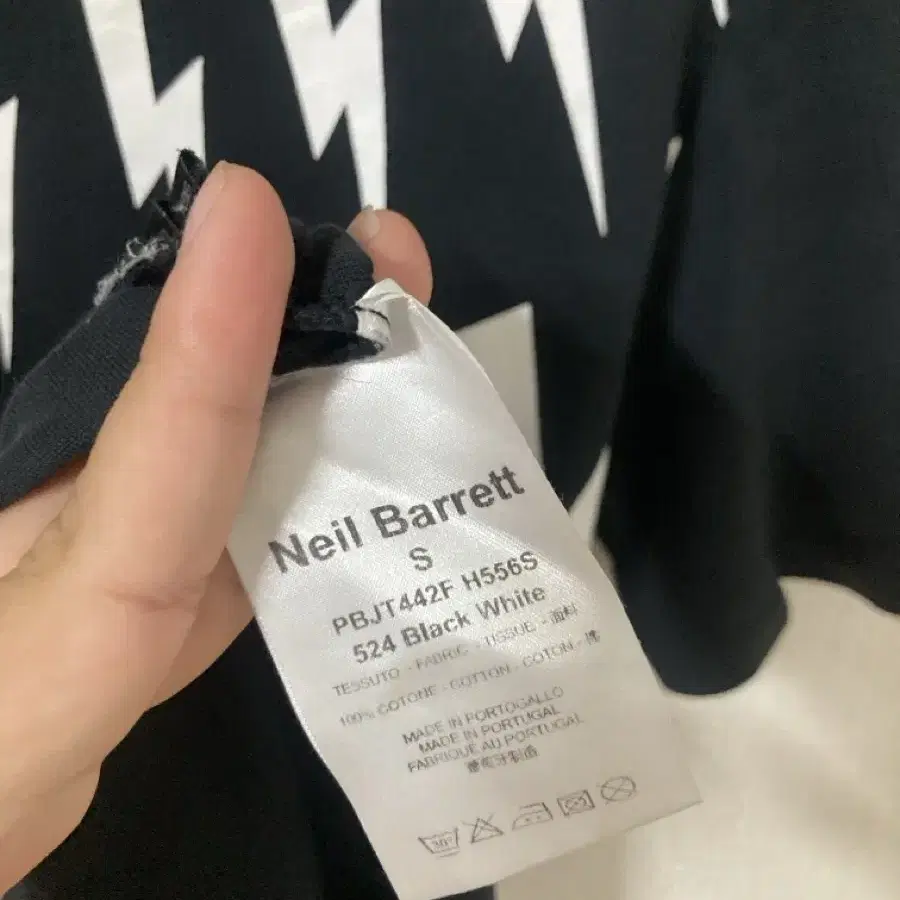 Neil Barrett
S
PBJT442F H556S
524 Black White
TESSUTO - FABRIC - TISSUE - 面料
100% COTONE - COTTON - COTON - 棉
MADE IN PORTOGALLO
MADE IN PORTUGAL
FABRIQUE AU PORTUGAL
葡萄牙制造
30°